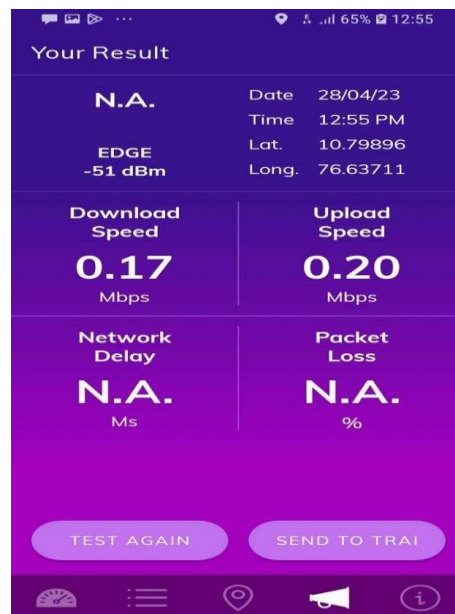 65% 12:55
Your Result
N.A.
EDGE
-51 dBm
Date 28/04/23
Time 12:55 PM
Lat. 10.79896
Long. 76.63711
Download
Speed
0.17
Mbps
Upload
Speed
0.20
Mbps
Network
Delay
N.A.
Ms
Packet
Loss
N.A.
%
TEST AGAIN
SEND TO TRAI